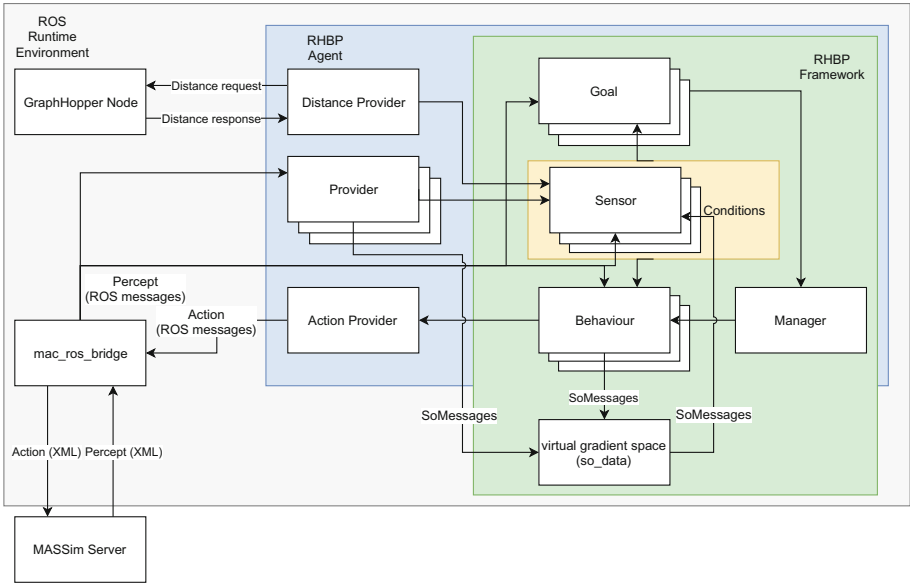 ROS
Runtime
Environment
RHBP
Agent
RHBP
Framework
GraphHopper Node
Distance request
Distance response
Distance Provider
Goal
Provider
Sensor
Conditions
Percept
(ROS messages)
Action
(ROS messages)
Action Provider
Behaviour
Manager
mac_ros_bridge
SoMessages
SoMessages
SoMessages
virtual gradient space
(so_data)
Action (XML)
Percept (XML)
MASSim Server